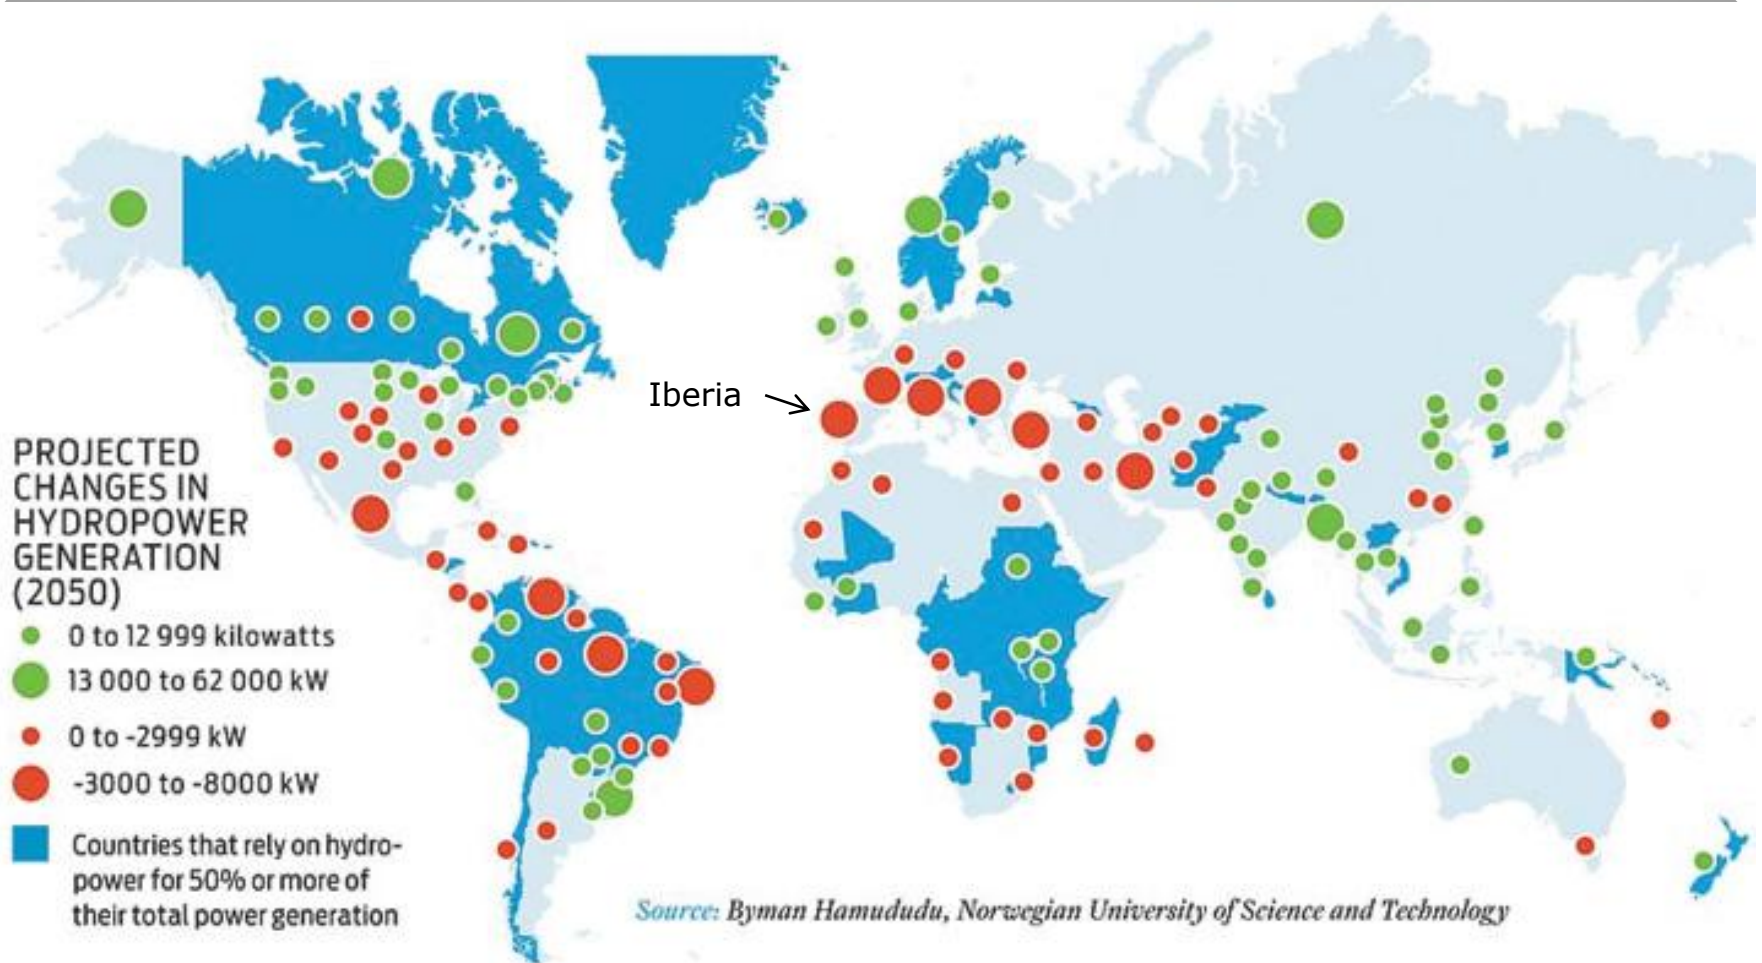 Iberia
PROJECTED
CHANGES IN
HYDROPOWER
GENERATION
(2050)
0 to 12 999 kilowatts
13 000 to 62 000 kW
0 to -2999 kW
-3000 to -8000 kW
Countries that rely on hydro-
power for 50% or more of
their total power generation
Source: Byman Hamududu, Norwegian University of Science and Technology